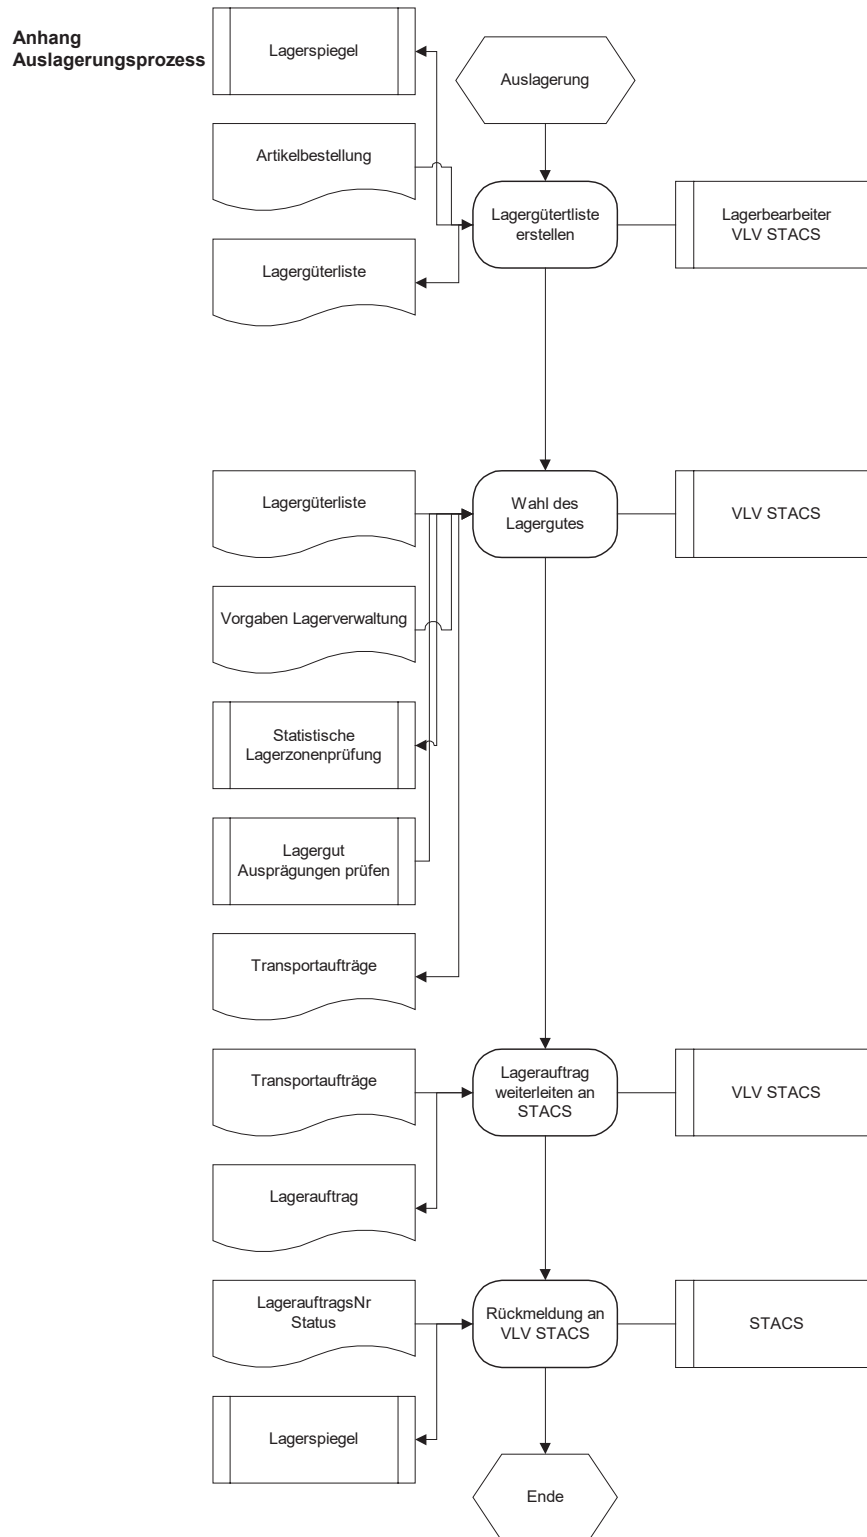 Anhang
Auslagerungsprozess
Lagerspiegel
Auslagerung
Artikelbestellung
Lagergütertliste
erstellen
Lagerbearbeiter
VLV STACS
Lagergüterliste
Lagergüterliste
Wahl des
Lagergutes
VLV STACS
Vorgaben Lagerverwaltung
Statistische
Lagerzonenprüfung
Lagergut
Ausprägungen prüfen
Transportaufträge
Transportaufträge
Lagerauftrag
weiterleiten an
STACS
VLV STACS
Lagerauftrag
LagerauftragsNr
Status
Rückmeldung an
VLV STACS
STACS
Lagerspiegel
Ende